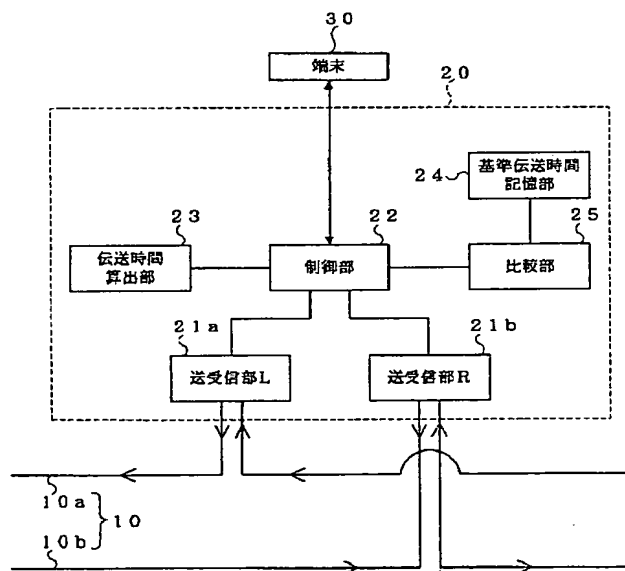 ３０
端末
２０
２４
基準伝送時間
記憶部
２３
２２
２５
伝送時間
算出部
制御部
比較部
２１ａ
２１ｂ
送受信部Ｌ
送受信部Ｒ
１０ａ
１０
１０ｂ